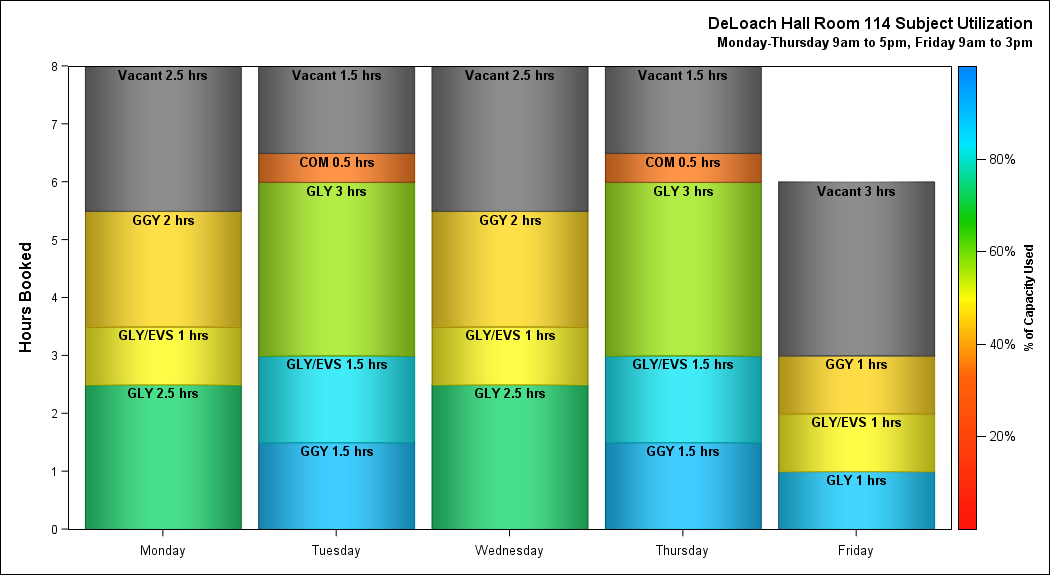 DeLoach Hall Room 114 Subject Utilization
Monday-Thursday 9am to 5pm, Friday 9am to 3pm
Hours Booked
8
7
6
5
4
3
2
1
0
Vacant 2.5 hrs
GGY 2 hrs
GLY/EVS 1 hrs
GLY 2.5 hrs
Vacant 1.5 hrs
COM 0.5 hrs
GLY 3 hrs
GLY/EVS 1.5 hrs
GGY 1.5 hrs
Vacant 2.5 hrs
GGY 2 hrs
GLY/EVS 1 hrs
GLY 2.5 hrs
Vacant 1.5 hrs
COM 0.5 hrs
GLY 3 hrs
GLY/EVS 1.5 hrs
GGY 1.5 hrs
Vacant 3 hrs
GGY 1 hrs
GLY/EVS 1 hrs
GLY 1 hrs
Monday
Tuesday
Wednesday
Thursday
Friday
80%
60%
40%
20%
% of Capacity Used